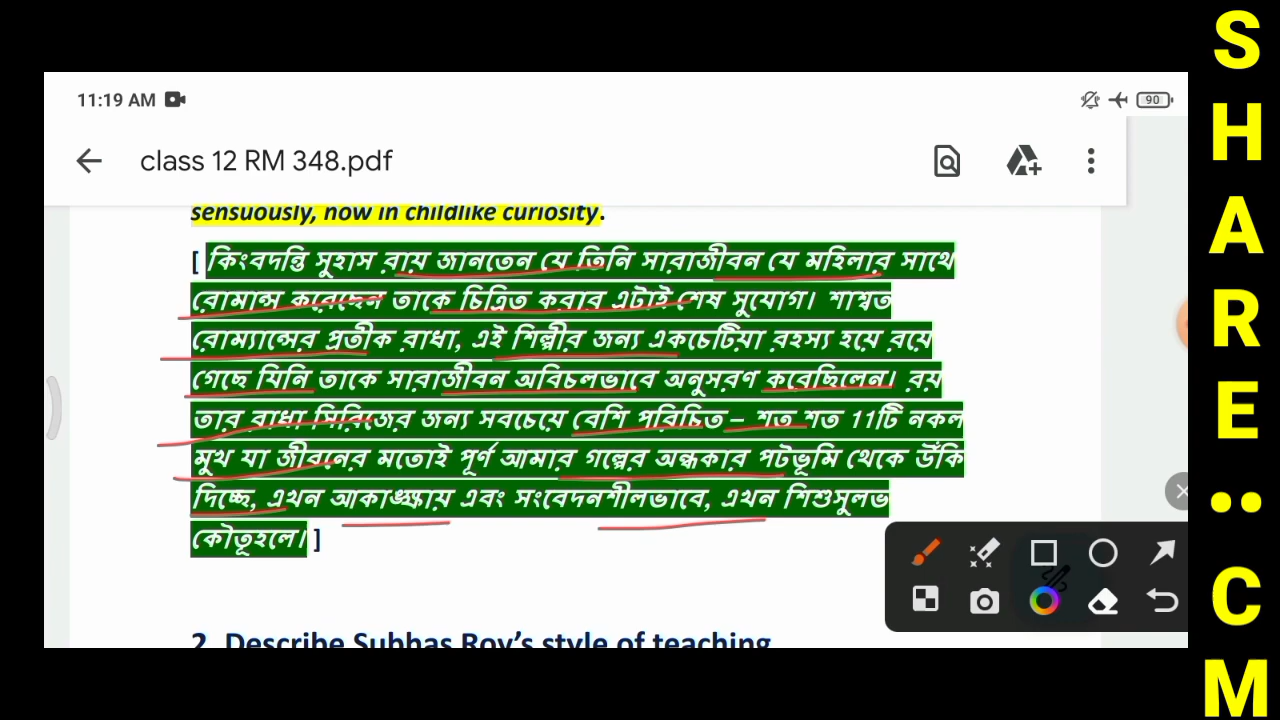 11:19 AM
90
class 12 RM 348.pdf
sensuously, now in childlike curiosity.
[ কিংবদন্তি সুহাস রায় জানতেন যে তিনি সারাজীবন যে মহিলার সাথে
রোমান্স করেছেন তাকে চিত্রিত করার এটাই শেষ সুযোগ। শাশ্বত
রোম্যান্সের প্রতীক রাধা, এই শিল্পীর জন্য একচেটিয়া রহস্য হয়ে রয়ে
গেছে যিনি তাকে সারাজীবন অবিচলভাবে অনুসরণ করেছিলেন। রয়
তার রাধা সিরিজের জন্য সবচেয়ে বেশি পরিচিত – শত শত 11টি নকল
মুখ যা জীবনের মতোই পূর্ণ আমার গল্পের অন্ধকার পটভূমি থেকে উঁকি
দিচ্ছে, এখন আকাঙ্ক্ষায় এবং সংবেদনশীলভাবে, এখন শিশুসুলভ
কৌতূহলে। ]
2. Describe Subhas Roy's style of teaching
SHARE..CM